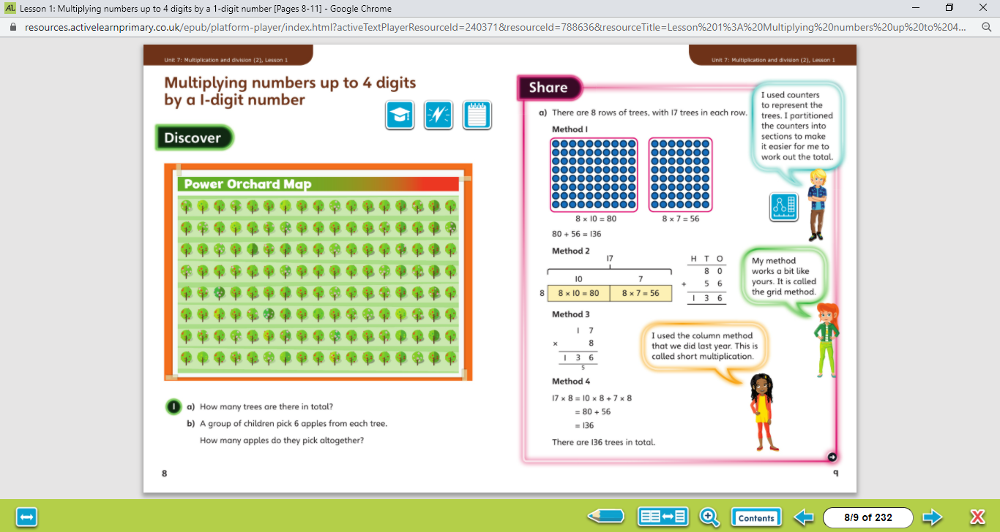 AL Lesson 1: Multiplying numbers up to 4 digits by a 1-digit number [Pages 8-11] - Google Chrome
resources.activelearnprimary.co.uk/epub/platform-player/index.html?activeTextPlayerResourceId=240371&resourceId=788636&resourceTitle=Lesson%201%3A%20Multiplying%20numbers%20up%20to%204...
Unit 7: Multiplication and division (2), Lesson 1
Multiplying numbers up to 4 digits
by a 1-digit number
Discover
Power Orchard Map
1 a) How many trees are there in total?
b) A group of children pick 6 apples from each tree.
How many apples do they pick altogether?
8
Unit 7: Multiplication and division (2), Lesson 1
Share
I used counters
to represent the
trees. I partitioned
the counters into
sections to make
it easier for me to
work out the total.
a) There are 8 rows of trees, with 17 trees in each row.
Method 1
8 × 10 = 80 8 × 7 = 56
80 + 56 = 136
Method 2
17
10 7
8 8 × 10 = 80 8 × 7 = 56
H T O
8 0
+ 5 6
1 3 6
My method
works a bit like
yours. It is called
the grid method.
Method 3
1 7
× 8
1 3 6
5
I used the column method
that we did last year. This is
called short multiplication.
Method 4
17 × 8 = 10 × 8 + 7 × 8
= 80 + 56
= 136
There are 136 trees in total.
9
Contents
8/9 of 232
X